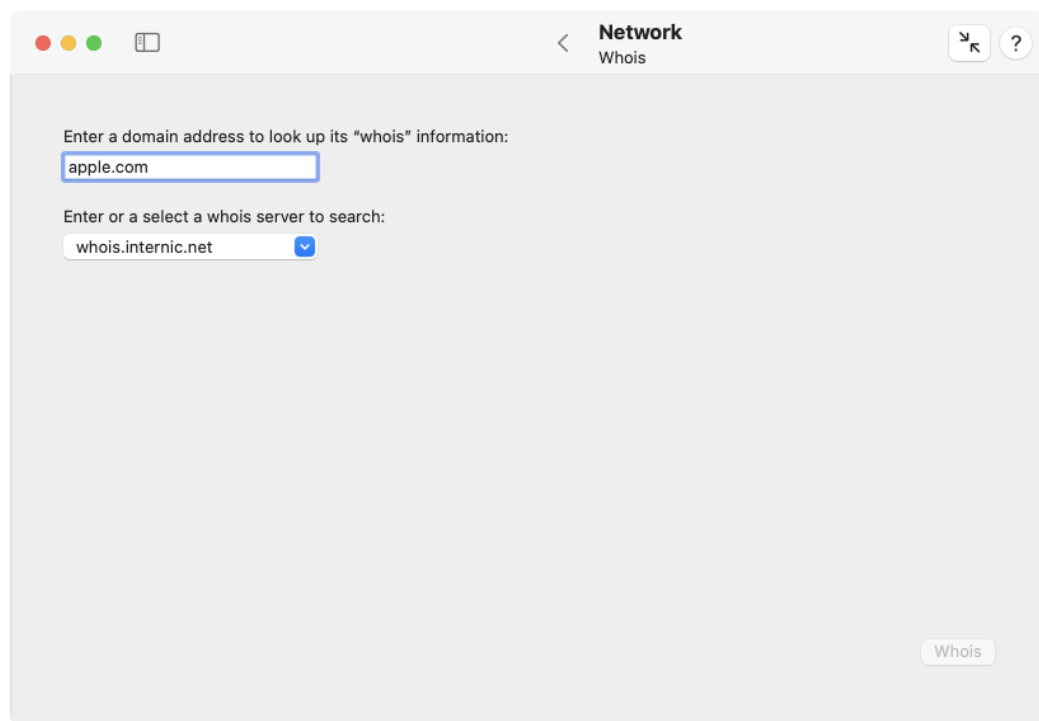 Network
Whois
?
Enter a domain address to look up its “whois” information:
apple.com
Enter or a select a whois server to search:
whois.internic.net
Whois